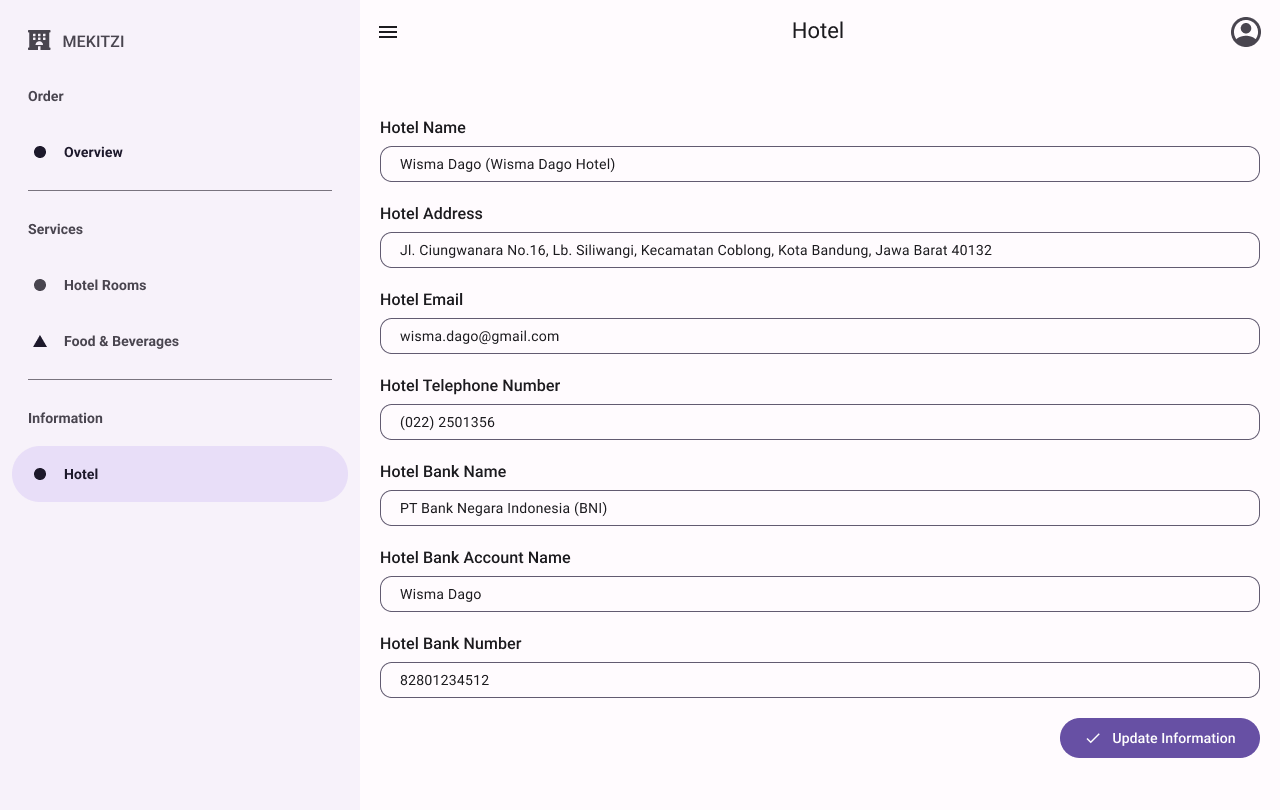 MEKITZI
Order
Overview
Services
Hotel Rooms
Food & Beverages
Information
Hotel
Hotel
Hotel Name
Wisma Dago (Wisma Dago Hotel)
Hotel Address
Jl. Ciungwanara No.16, Lb. Siliwangi, Kecamatan Coblong, Kota Bandung, Jawa Barat 40132
Hotel Email
wisma.dago@gmail.com
Hotel Telephone Number
(022) 2501356
Hotel Bank Name
PT Bank Negara Indonesia (BNI)
Hotel Bank Account Name
Wisma Dago
Hotel Bank Number
82801234512
Update Information